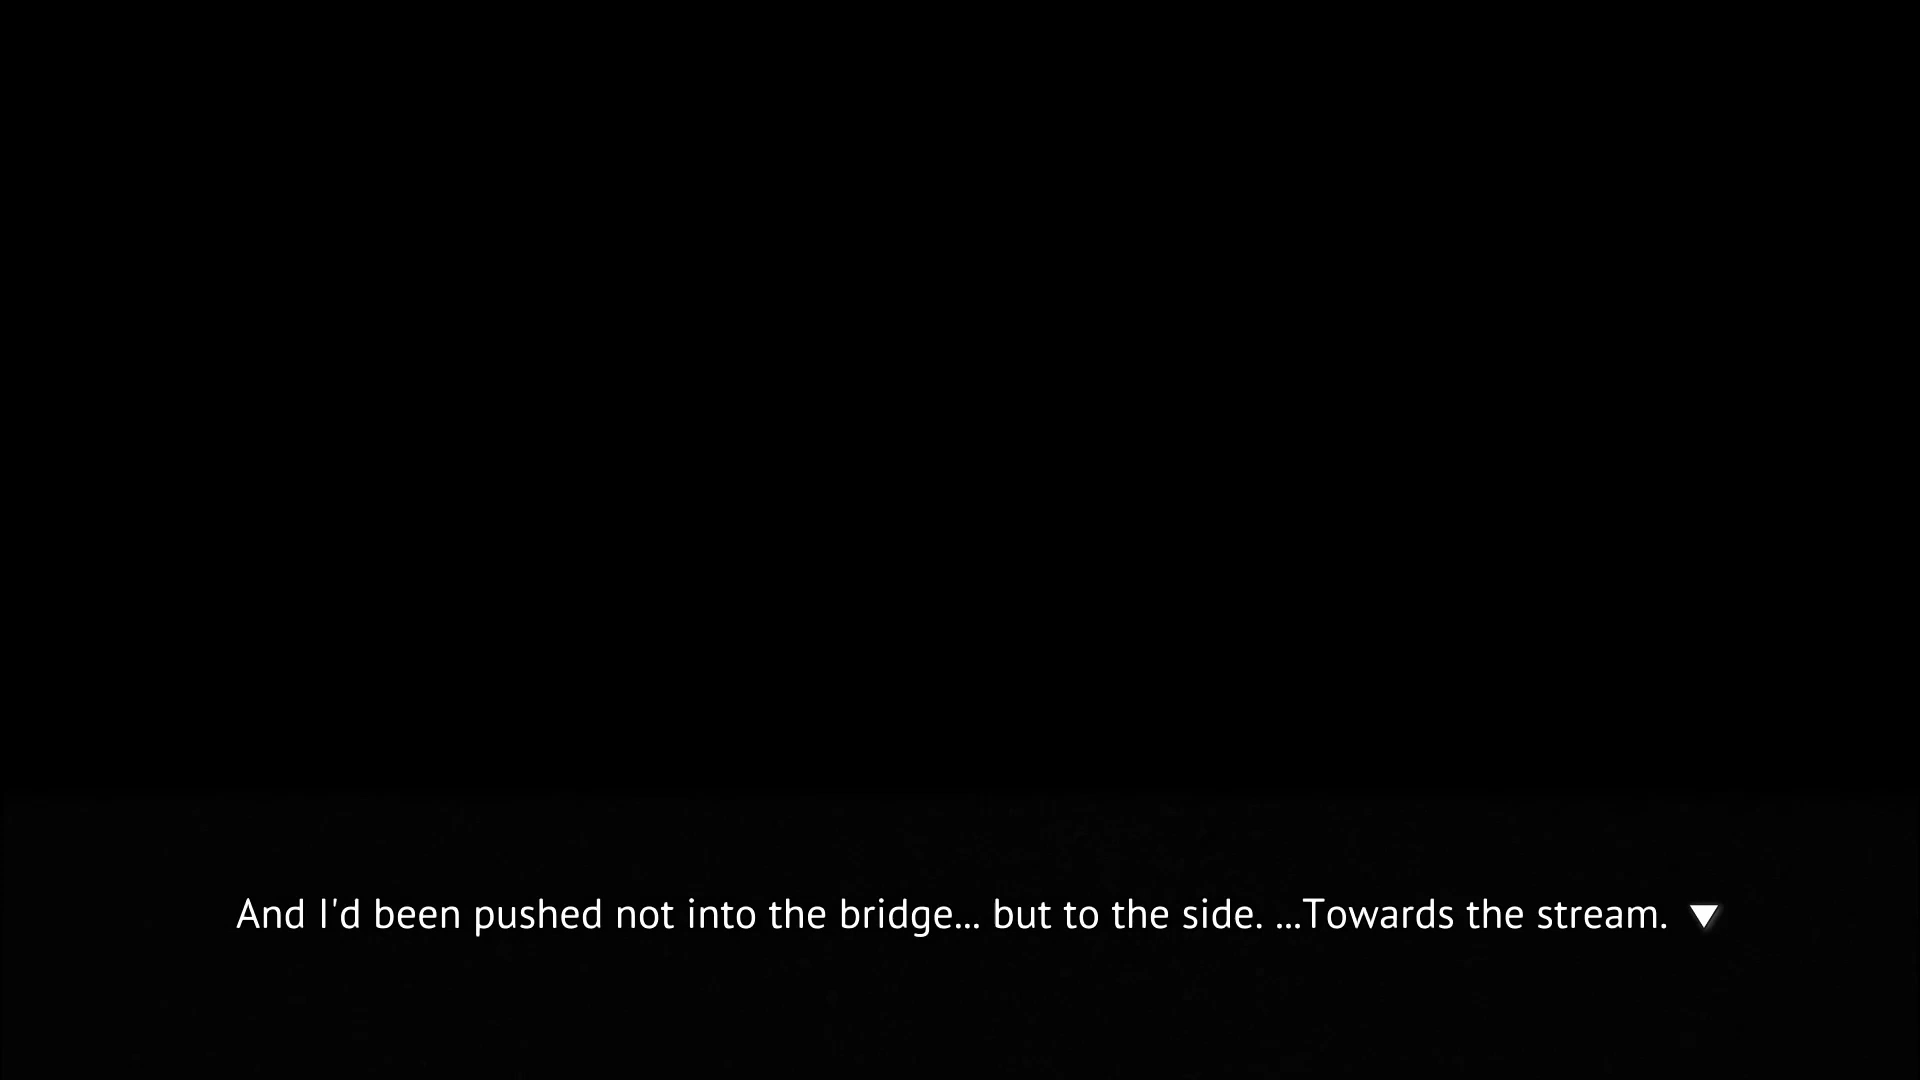 And I'd been pushed not into the bridge... but to the side. ...Towards the stream.